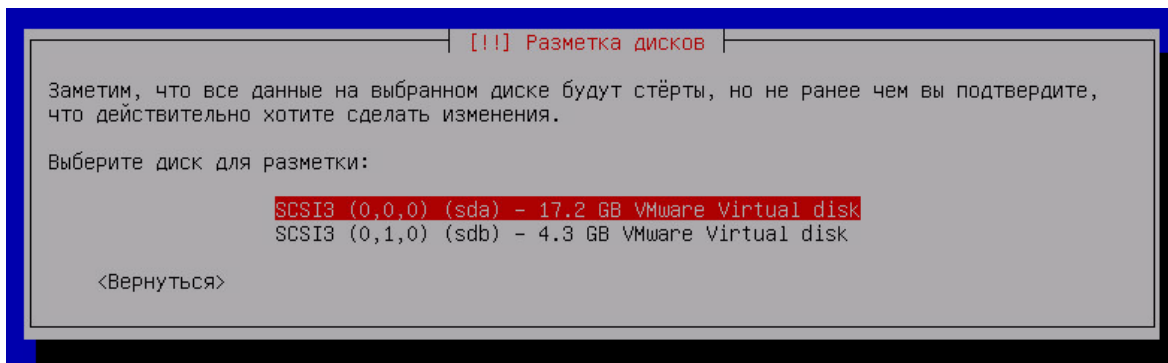 [!!] Разметка дисков
Заметим, что все данные на выбранном диске будут стёрты, но не ранее чем вы подтвердите,
что действительно хотите сделать изменения.
Выберите диск для разметки:
SCSI3 (0,0,0) (sda) – 17.2 GB VMware Virtual disk
SCSI3 (0,1,0) (sdb) – 4.3 GB VMware Virtual disk
<Вернуться>